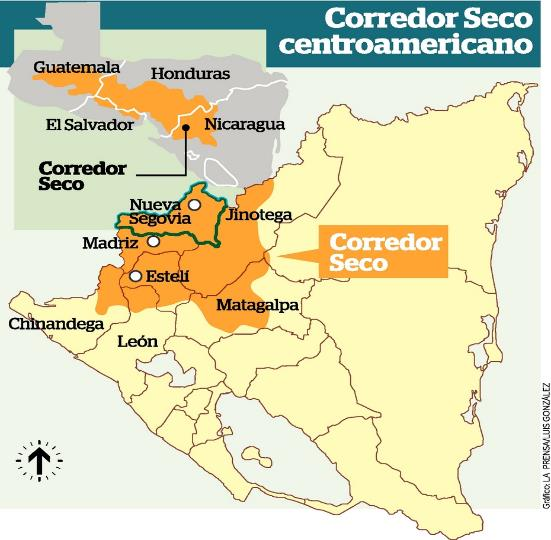 Corredor Seco
centroamericano
Guatemala
Honduras
El Salvador
Nicaragua
Corredor
Seco
Nueva
Segovia
Jinotega
Madriz
Corredor
Seco
Estelí
Matagalpa
Chinandega
León
Gráfico: LA PRENSA/LUIS GONZÁLEZ